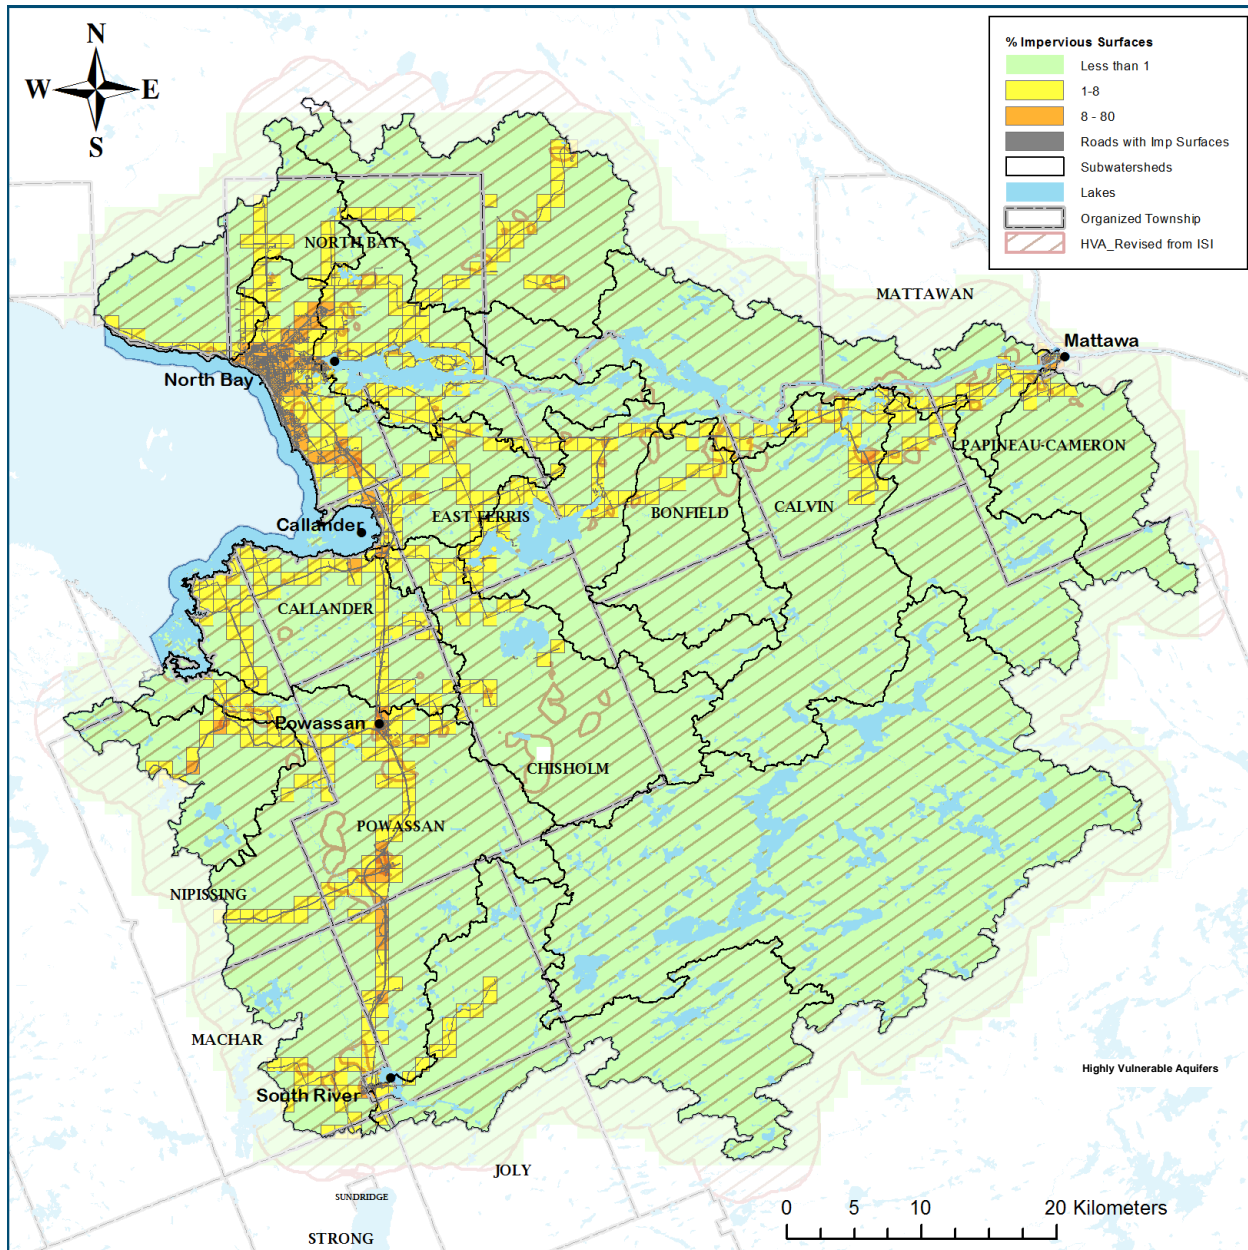 N
W E
S
% Impervious Surfaces
Less than 1
1-8
8 - 80
Roads with Imp Surfaces
Subwatersheds
Lakes
Organized Township
HVA_Revised from ISI
NORTH BAY
MATTAWAN
Mattawa
North Bay
PAPINEAU-CAMERON
CALVIN
BONFIELD
EAST FERRIS
Callander
CALLANDER
Powassan
CHISHOLM
POWASSAN
NIPISSING
MACHAR
Highly Vulnerable Aquifers
South River
JOLY
SUNDRIDGE
STRONG
0 5 10 20 Kilometers